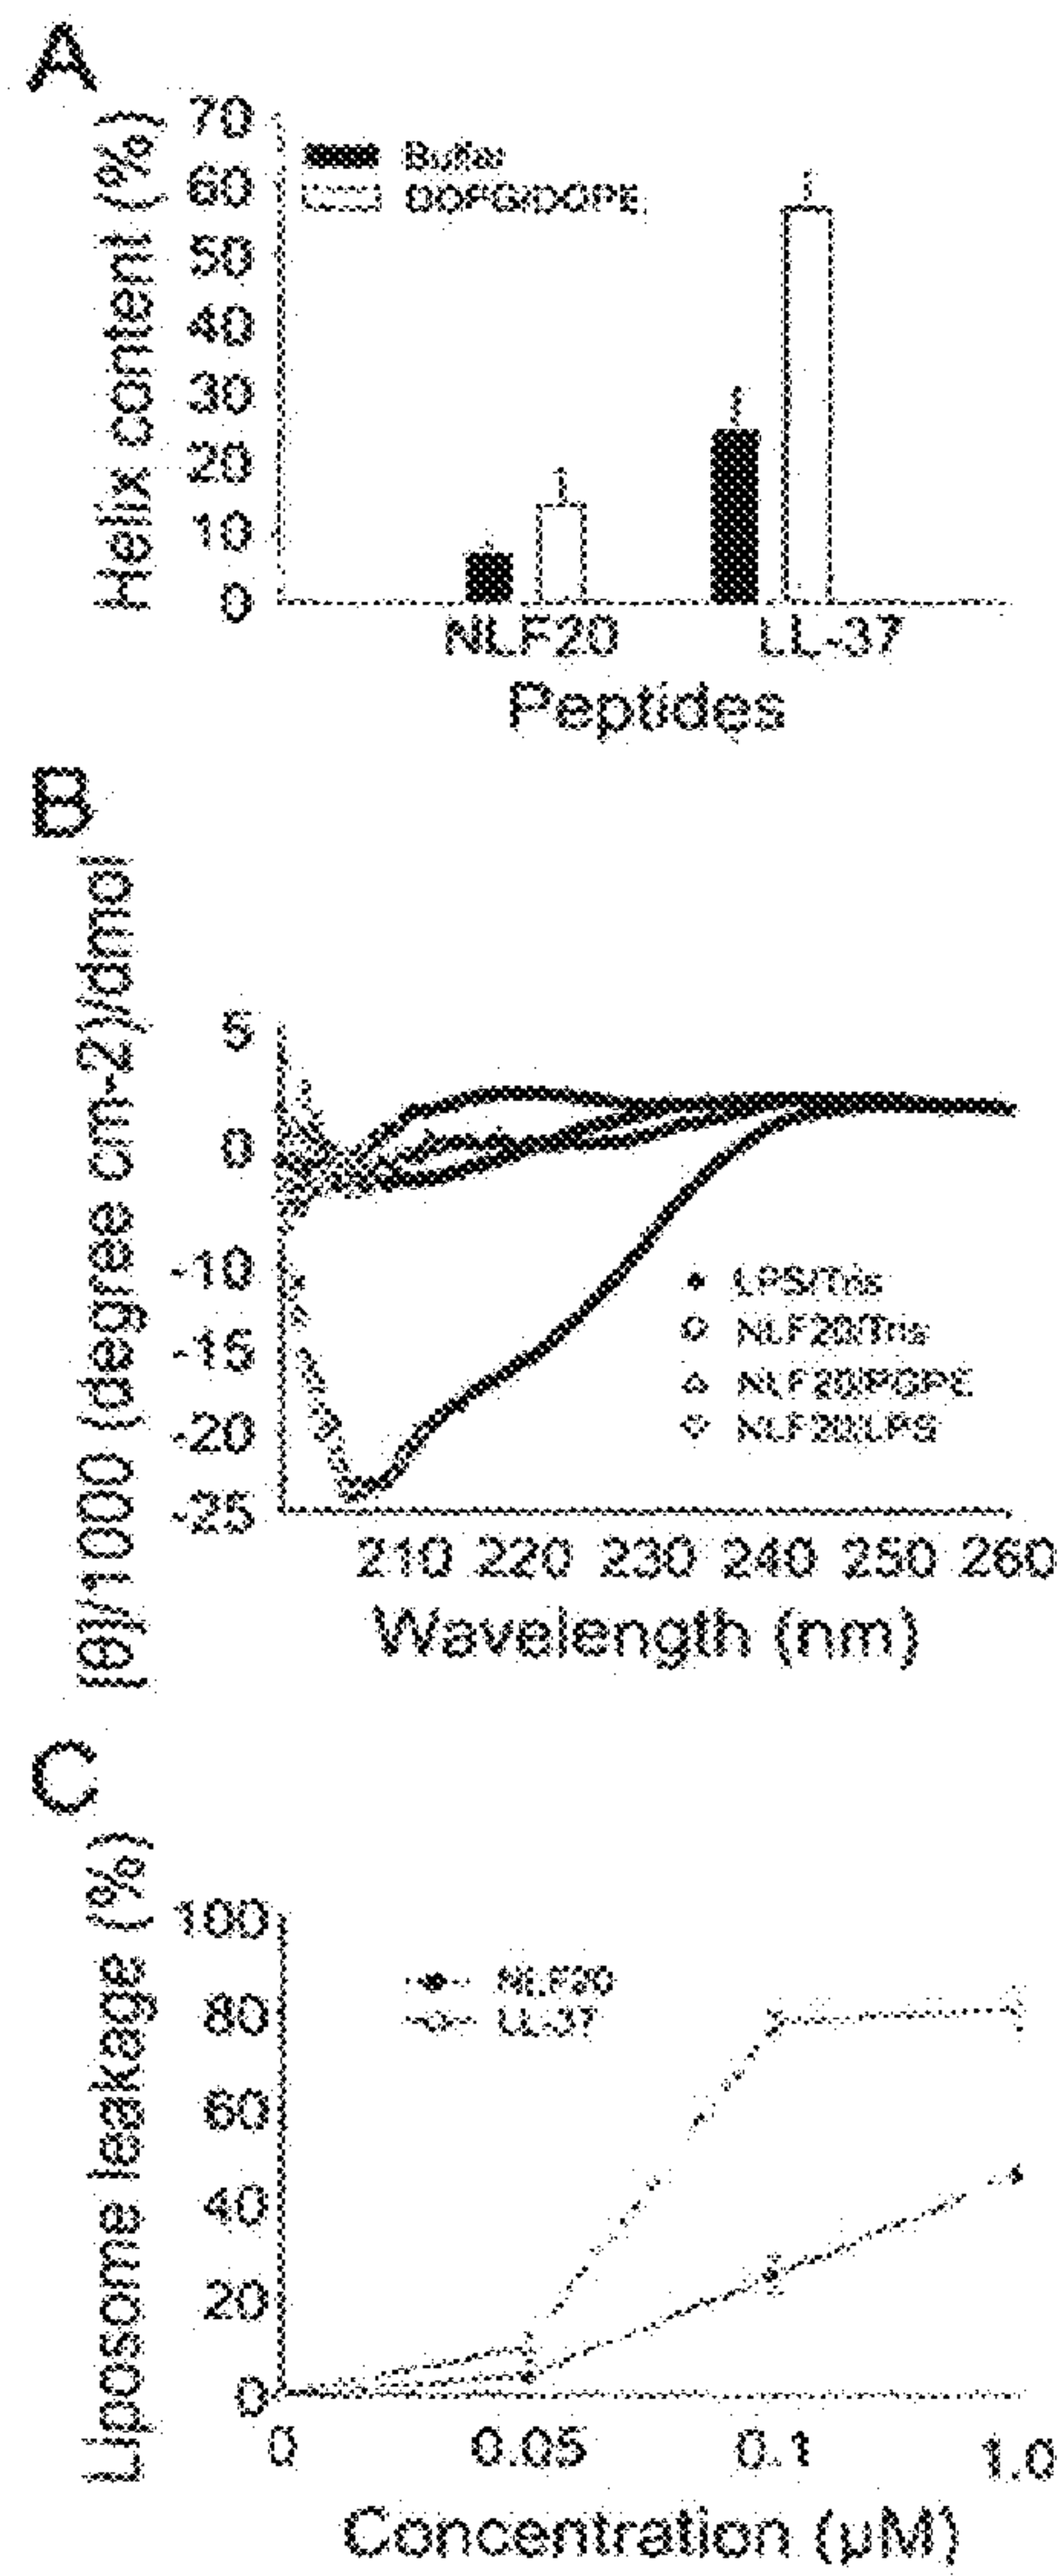 A
Helix content (%)
70
60
50
40
30
20
10
0
Buffer
DOPG/DOPE
NLF20
LL-37
Peptides
B
[θ]/1000 (degree cm-2)/dmol
5
0
-10
-15
-20
-25
LPS/Tris
NLF20/Tris
NLF20/PGPE
NLF20/LPS
210 220 230 240 250 260
Wavelength (nm)
C
Liposome leakage (%)
100
80
60
40
20
0
NLF20
LL-37
0 0.05 0.1 1.0
Concentration (µM)